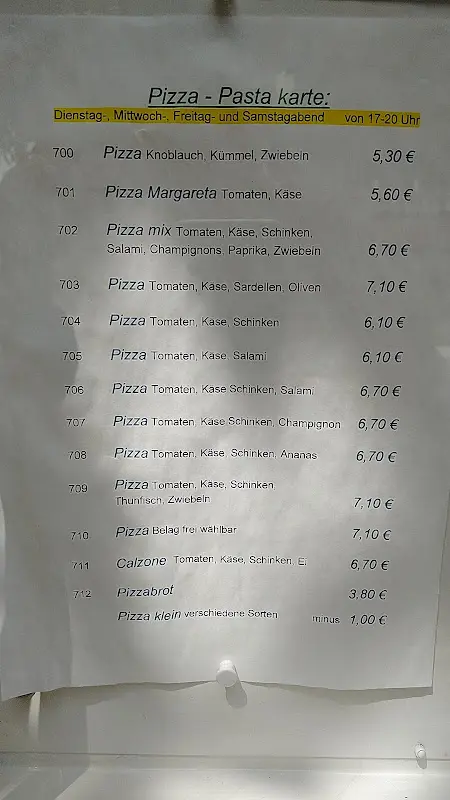 Pizza - Pasta karte:
Dienstag-, Mittwoch-, Freitag- und Samstagabend von 17-20 Uhr
700 Pizza Knoblauch, Kümmel, Zwiebeln 5,30 €
701 Pizza Margareta Tomaten, Käse 5,60 €
702 Pizza mix Tomaten, Käse, Schinken,
Salami, Champignons, Paprika, Zwiebeln 6,70 €
703 Pizza Tomaten, Käse, Sardellen, Oliven 7,10 €
704 Pizza Tomaten, Käse, Schinken 6,10 €
705 Pizza Tomaten, Käse, Salami 6,10 €
706 Pizza Tomaten, Käse Schinken, Salami 6,70 €
707 Pizza Tomaten, Käse Schinken, Champignon 6,70 €
708 Pizza Tomaten, Käse, Schinken, Ananas 6,70 €
709 Pizza Tomaten, Käse, Schinken,
Thunfisch, Zwiebeln 7,10 €
710 Pizza Belag frei wählbar 7,10 €
711 Calzone Tomaten, Käse, Schinken, Ei 6,70 €
712 Pizzabrot 3,80 €
Pizza klein verschiedene Sorten minus 1,00 €